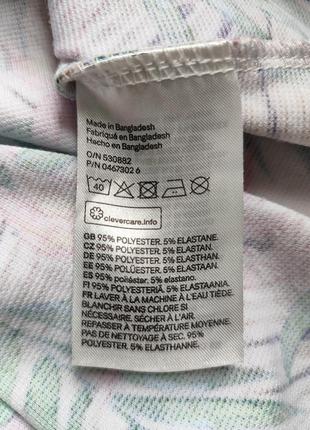 Made in Bangladesh
Fabriqué en Bangladesh
Hecho en Bangladesh
O/N 530882
P/N 0467302 6
40
clevercare.info
GB 95% POLYESTER. 5% ELASTANE.
CZ 95% POLYESTER. 5% ELASTAN.
DE 95% POLYESTER. 5% ELASTHAN.
EE 95% POLÜESTER. 5% ELASTAAN.
ES 95% poliéster. 5% elastano.
FI 95% POLYESTERIÄ. 5% ELASTAANIA.
FR LAVER À LA MACHINE À L'EAU TIÈDE.
BLANCHIR SANS CHLORE SI
NÉCESSAIRE. SÉCHER À L'AIR.
REPASSER À TEMPÉRATURE MOYENNE.
PAS DE NETTOYAGE À SEC. 95%
POLYESTER. 5% ELASTHANNE.